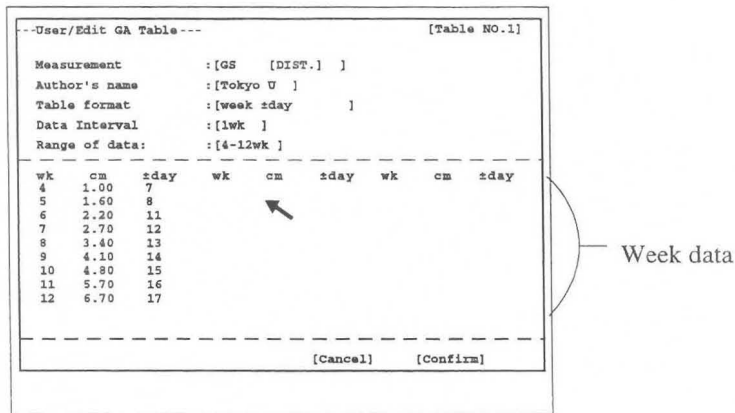 ---User/Edit GA Table--- [Table NO.1]
Measurement :[GS [DIST.] ]
Author's name :[Tokyo U ]
Table format :[week ±day ]
Data Interval :[1wk ]
Range of data: :[4-12wk ]
wk cm ±day wk cm ±day wk cm ±day
4 1.00 7
5 1.60 8
6 2.20 11
7 2.70 12
8 3.40 13
9 4.10 14
10 4.80 15
11 5.70 16
12 6.70 17
Week data
[Cancel] [Confirm]